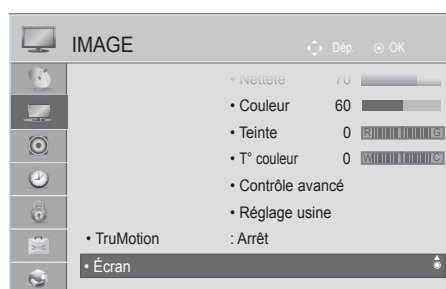 IMAGE
Dép. OK
• Netteté 70
• Couleur 60
• Teinte 0 R G
• T° couleur 0 W C
• Contrôle avancé
• Réglage usine
• TruMotion : Arrêt
• Écran